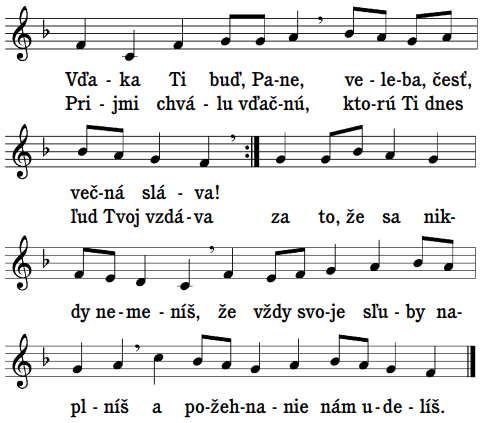 Vďa - ka Ti buď, Pa-ne, ve - le-ba, česť,
Pri - jmi chvá - lu vďač-nú, kto-rú Ti dnes
več-ná slá - va!
ľud Tvoj vzdá-va za to, že sa nik-
dy ne-me-níš, že vždy svo-je sľu-by na-
pl - níš a po-žeh-na-nie nám u-de-líš.